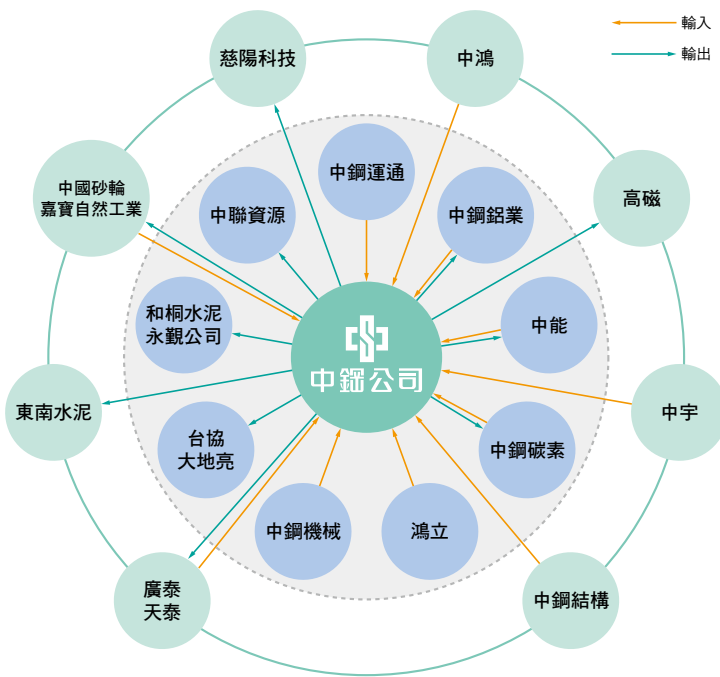 輸入
輸出
慈陽科技
中鴻
中國砂輪
嘉寶自然工業
高磁
中鋼運通
中聯資源
中鋼鋁業
和桐水泥
永觀公司
中能
中鋼公司
東南水泥
中宇
台協
大地亮
中鋼碳素
中鋼機械
鴻立
廣泰
天泰
中鋼結構